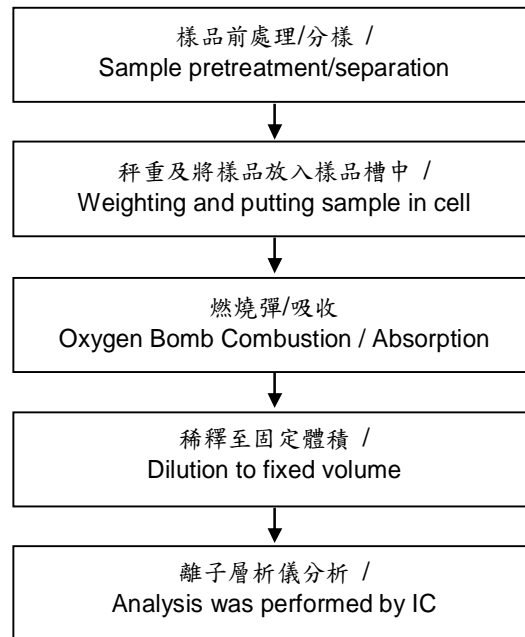 樣品前處理/分樣 /
Sample pretreatment/separation
秤重及將樣品放入樣品槽中 /
Weighting and putting sample in cell
燃燒彈/吸收
Oxygen Bomb Combustion / Absorption
稀釋至固定體積 /
Dilution to fixed volume
離子層析儀分析 /
Analysis was performed by IC